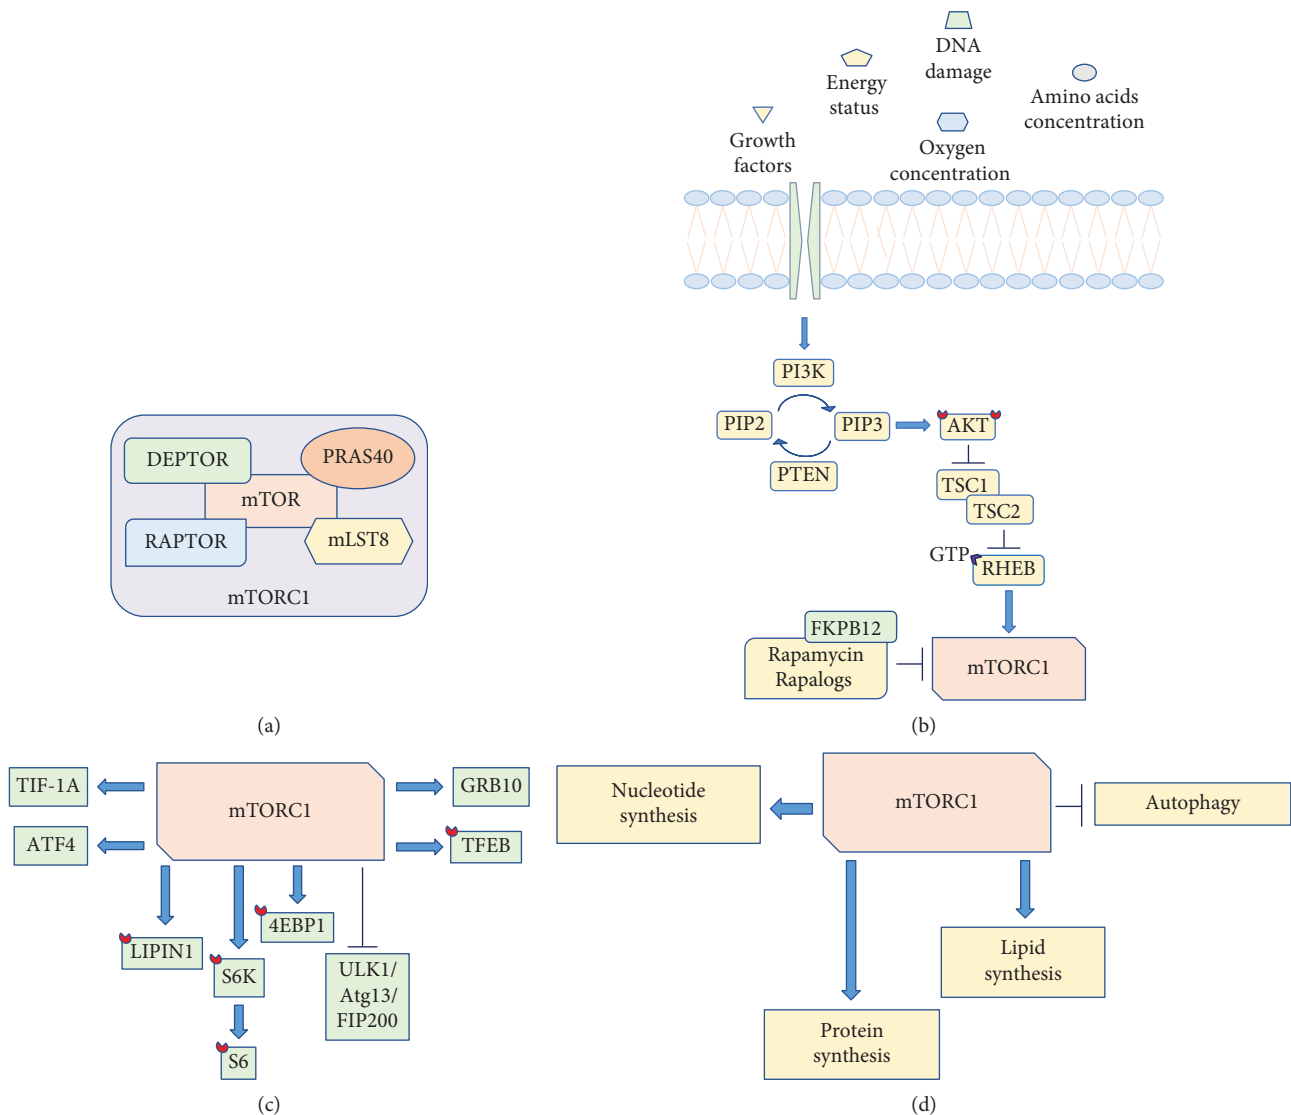 DEPTOR
PRAS40
mTOR
RAPTOR
mLST8
mTORC1
(a)
DNA
damage
Energy
status
Amino acids
concentration
Growth
factors
Oxygen
concentration
PI3K
PIP2
PIP3
AKT
PTEN
TSC1
TSC2
GTP
RHEB
FKPB12
Rapamycin
Rapalogs
mTORC1
(b)
TIF-1A
mTORC1
GRB10
ATF4
TFEB
LIPIN1
S6K
4EBP1
ULK1/
Atg13/
FIP200
S6
(c)
Nucleotide
synthesis
mTORC1
Autophagy
Lipid
synthesis
Protein
synthesis
(d)